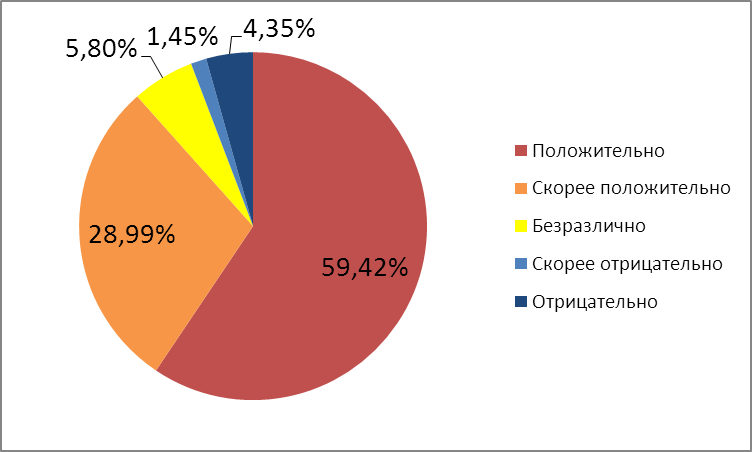 5,80%
1,45%
4,35%
28,99%
59,42%
Положительно
Скорее положительно
Безразлично
Скорее отрицательно
Отрицательно